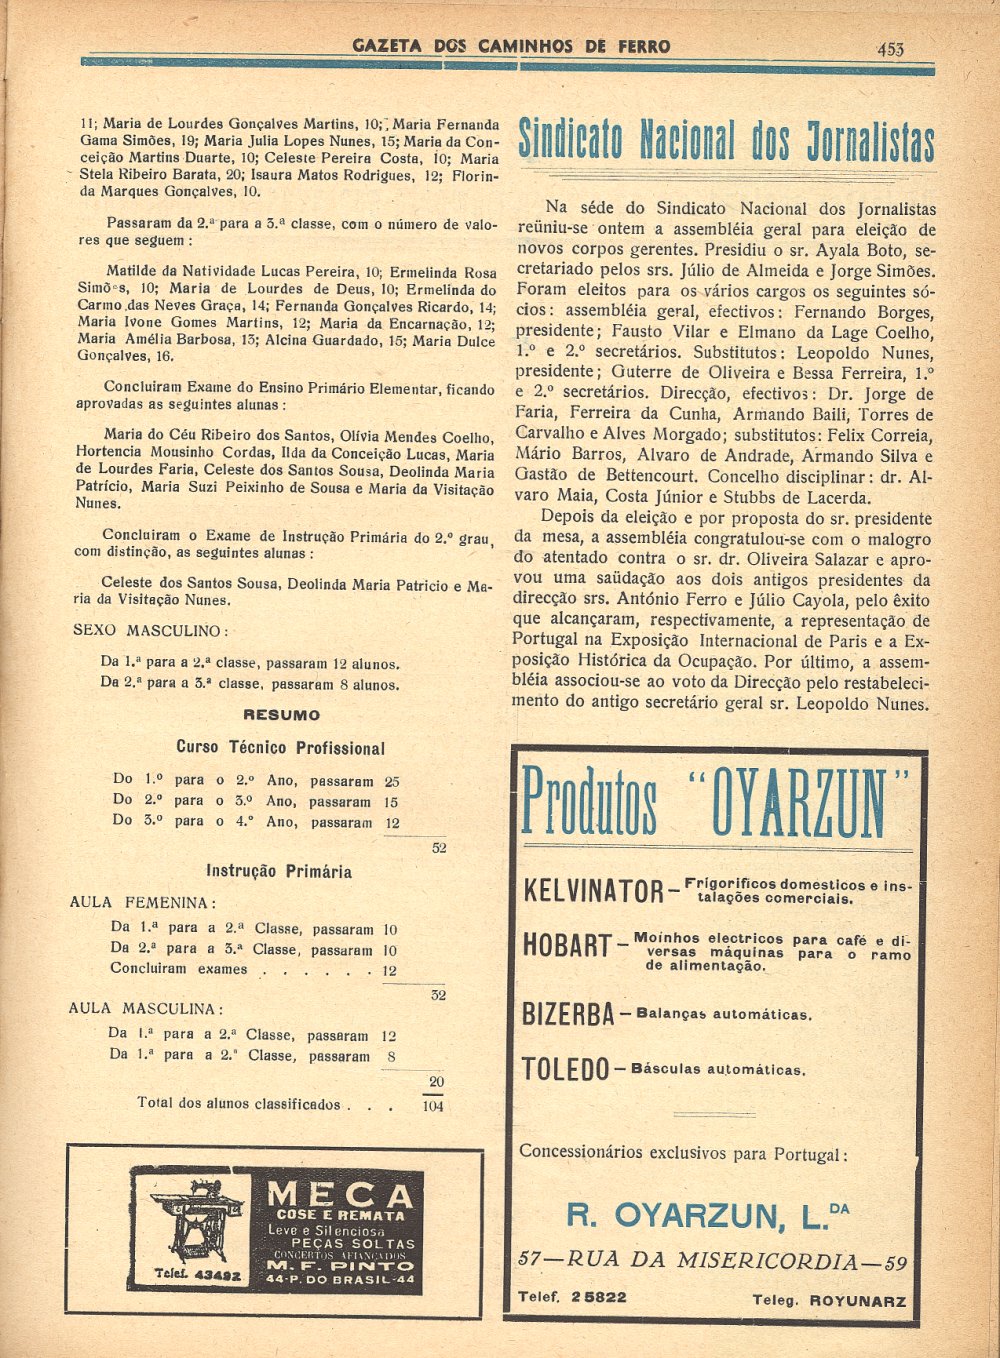 GAZETA DOS CAMINHOS DE FERRO
453
11; Maria de Lourdes Gonçalves Martins, 10; Maria Fernanda
Gama Simões, 19; Maria Julia Lopes Nunes, 15; Maria da Con-
ceição Martins Duarte, 10; Celeste Pereira Costa, 10; Maria
Stela Ribeiro Barata, 20; Isaura Matos Rodrigues, 12; Florin-
da Marques Gonçalves, 10.
Passaram da 2.ª para a 3.ª classe, com o número de valo-
res que seguem :
Matilde da Natividade Lucas Pereira, 10; Ermelinda Rosa
Simões, 10; Maria de Lourdes de Deus, 10; Ermelinda do
Carmo das Neves Graça, 14; Fernanda Gonçalves Ricardo, 14;
Maria Ivone Gomes Martins, 12; Maria da Encarnação, 12;
Maria Amélia Barbosa, 13; Alcina Guardado, 15; Maria Dulce
Gonçalves, 16.
Concluiram Exame do Ensino Primário Elementar, ficando
aprovadas as seguintes alunas :
Maria do Céu Ribeiro dos Santos, Olívia Mendes Coelho,
Hortencia Mousinho Cordas, Ilda da Conceição Lucas, Maria
de Lourdes Faria, Celeste dos Santos Sousa, Deolinda Maria
Patrício, Maria Suzi Peixinho de Sousa e Maria da Visitação
Nunes.
Concluiram o Exame de Instrução Primária do 2.º grau,
com distinção, as seguintes alunas :
Celeste dos Santos Sousa, Deolinda Maria Patricio e Ma-
ria da Visitação Nunes.
SEXO MASCULINO :
Da 1.ª para a 2.ª classe, passaram 12 alunos.
Da 2.ª para a 3.ª classe, passaram 8 alunos.
RESUMO
Curso Técnico Profissional
Do 1.º para o 2.º Ano, passaram 25
Do 2.º para o 3.º Ano, passaram 15
Do 3.º para o 4.º Ano, passaram 12
52
Instrução Primária
AULA FEMENINA :
Da 1.ª para a 2.ª Classe, passaram 10
Da 2.ª para a 3.ª Classe, passaram 10
Concluiram exames . . . . . . 12
32
AULA MASCULINA :
Da 1.ª para a 2.ª Classe, passaram 12
Da 1.ª para a 2.ª Classe, passaram 8
20
Total dos alunos classificados . . . 104
MECA
COSE E REMATA
Leve e Silenciosa
PEÇAS SOLTAS
CONCERTOS AFIANÇADOS
M. F. PINTO
44-P. DO BRASIL-44
Telef. 43492
Sindicato Nacional dos Jornalistas
Na séde do Sindicato Nacional dos Jornalistas
reüniu-se ontem a assembléia geral para eleição de
novos corpos gerentes. Presidiu o sr. Ayala Boto, se-
cretariado pelos srs. Júlio de Almeida e Jorge Simões.
Foram eleitos para os vários cargos os seguintes só-
cios : assembléia geral, efectivos : Fernando Borges,
presidente ; Fausto Vilar e Elmano da Lage Coelho,
1.º e 2.º secretários. Substitutos : Leopoldo Nunes,
presidente ; Guterre de Oliveira e Bessa Ferreira, 1.º
e 2.º secretários. Direcção, efectivos : Dr. Jorge de
Faria, Ferreira da Cunha, Armando Baili, Torres de
Carvalho e Alves Morgado; substitutos: Felix Correia,
Mário Barros, Alvaro de Andrade, Armando Silva e
Gastão de Bettencourt. Concelho disciplinar : dr. Al-
varo Maia, Costa Júnior e Stubbs de Lacerda.
Depois da eleição e por proposta do sr. presidente
da mesa, a assembléia congratulou-se com o malogro
do atentado contra o sr. dr. Oliveira Salazar e apro-
vou uma saüdação aos dois antigos presidentes da
direcção srs. António Ferro e Júlio Cayola, pelo êxito
que alcançaram, respectivamente, a representação de
Portugal na Exposição Internacional de Paris e a Ex-
posição Histórica da Ocupação. Por último, a assem-
bléia associou-se ao voto da Direcção pelo restabeleci-
mento do antigo secretário geral sr. Leopoldo Nunes.
Produtos "OYARZUN"
KELVINATOR — Frigorificos domesticos e ins-
talações comerciais.
HOBART — Moinhos electricos para café e di-
versas máquinas para o ramo
de alimentação.
BIZERBA — Balanças automáticas.
TOLEDO — Básculas automáticas.
Concessionários exclusivos para Portugal :
R. OYARZUN, L.DA
57—RUA DA MISERICORDIA—59
Telef. 25822
Teleg. ROYUNARZ